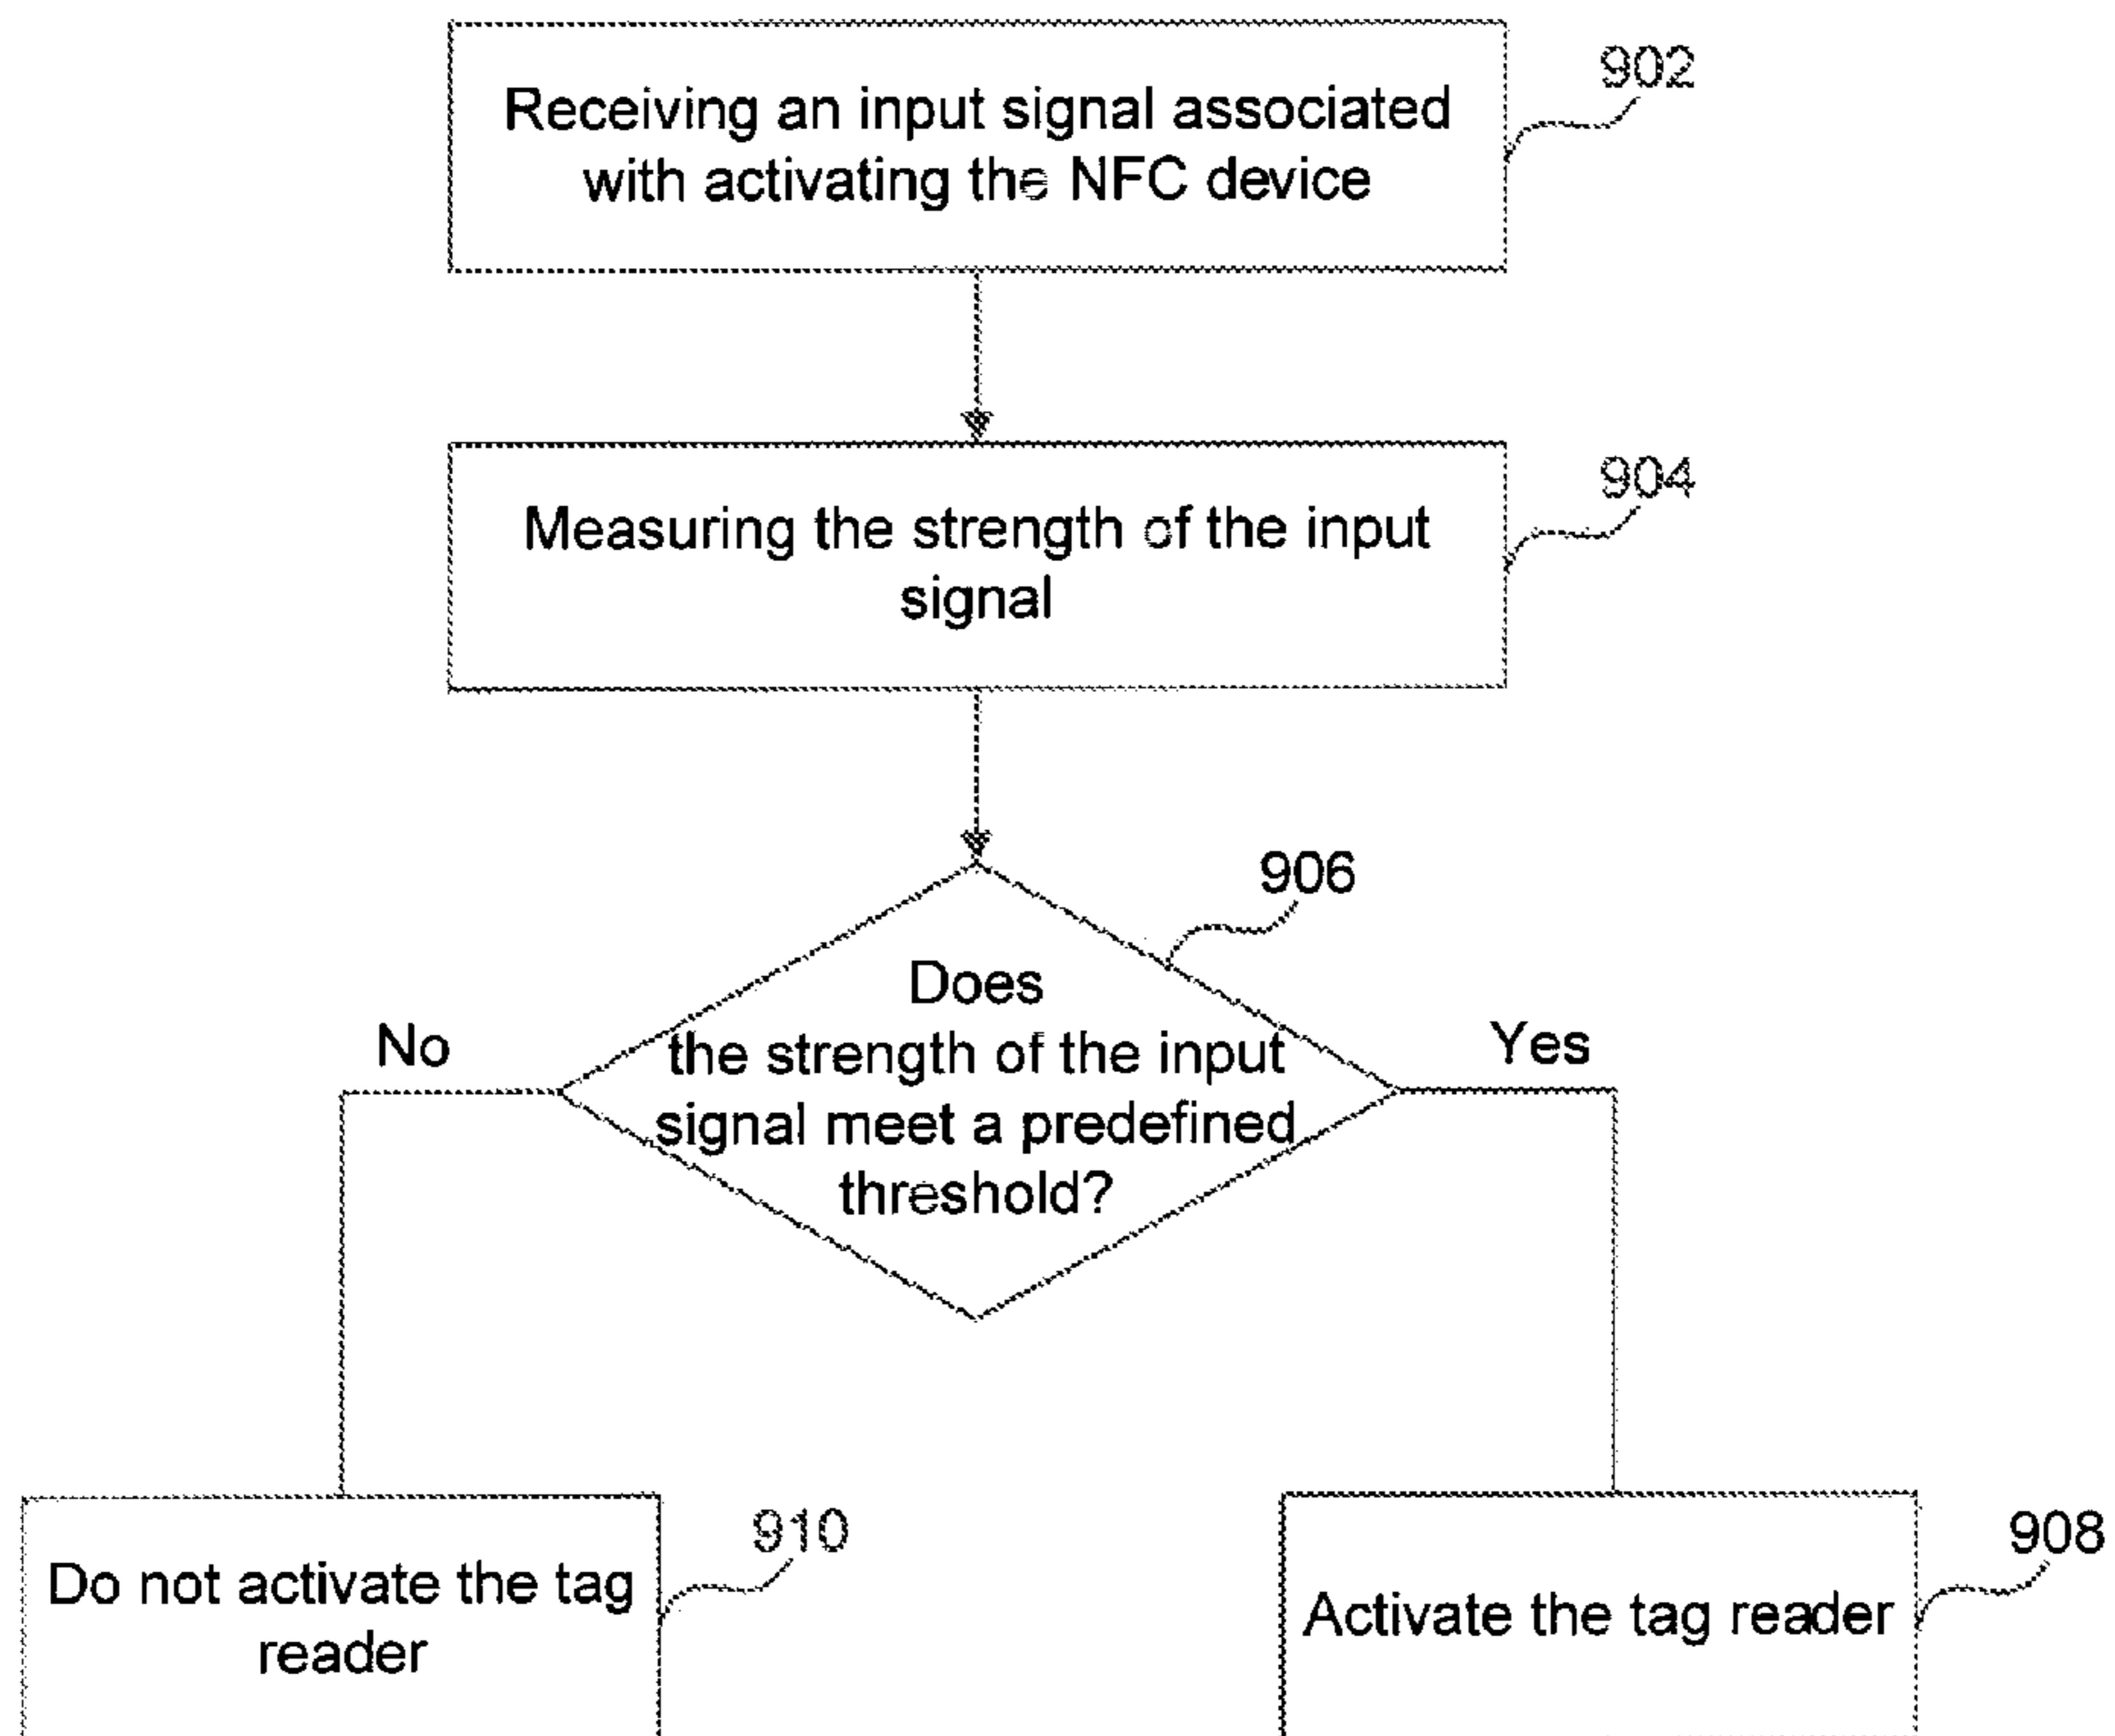 Receiving an input signal associated
with activating the NFC device
902
Measuring the strength of the input
signal
904
906
Does
the strength of the input
signal meet a predefined
threshold?
No
Yes
Do not activate the tag
reader
910
Activate the tag reader
908